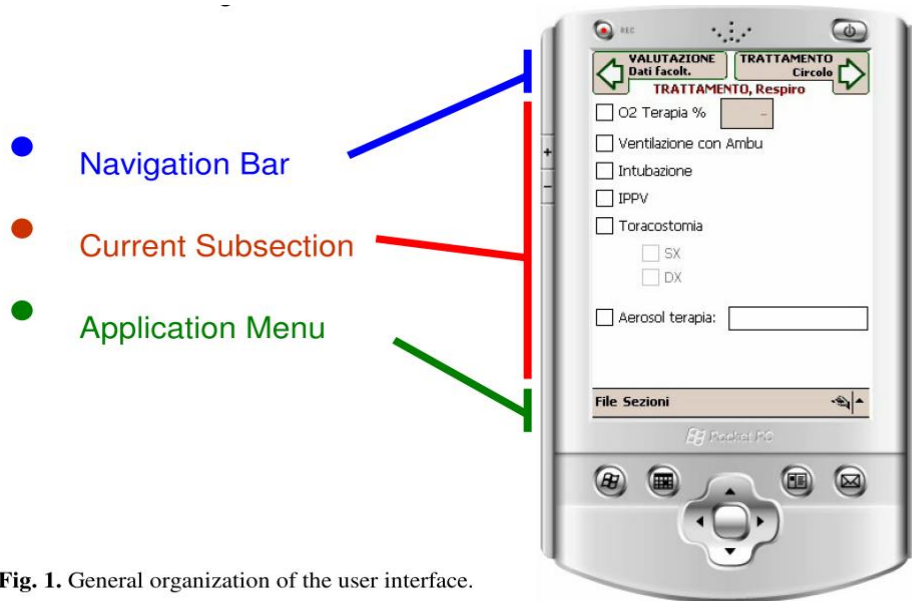 Navigation Bar
Current Subsection
Application Menu
REC
VALUTAZIONE
Dati facolt.
TRATTAMENTO
Circolo
TRATTAMENTO, Respiro
O2 Terapia % –
Ventilazione con Ambu
Intubazione
IPPV
Toracostomia
SX
DX
Aerosol terapia:
File Sezioni
Pocket PC
Fig. 1. General organization of the user interface.